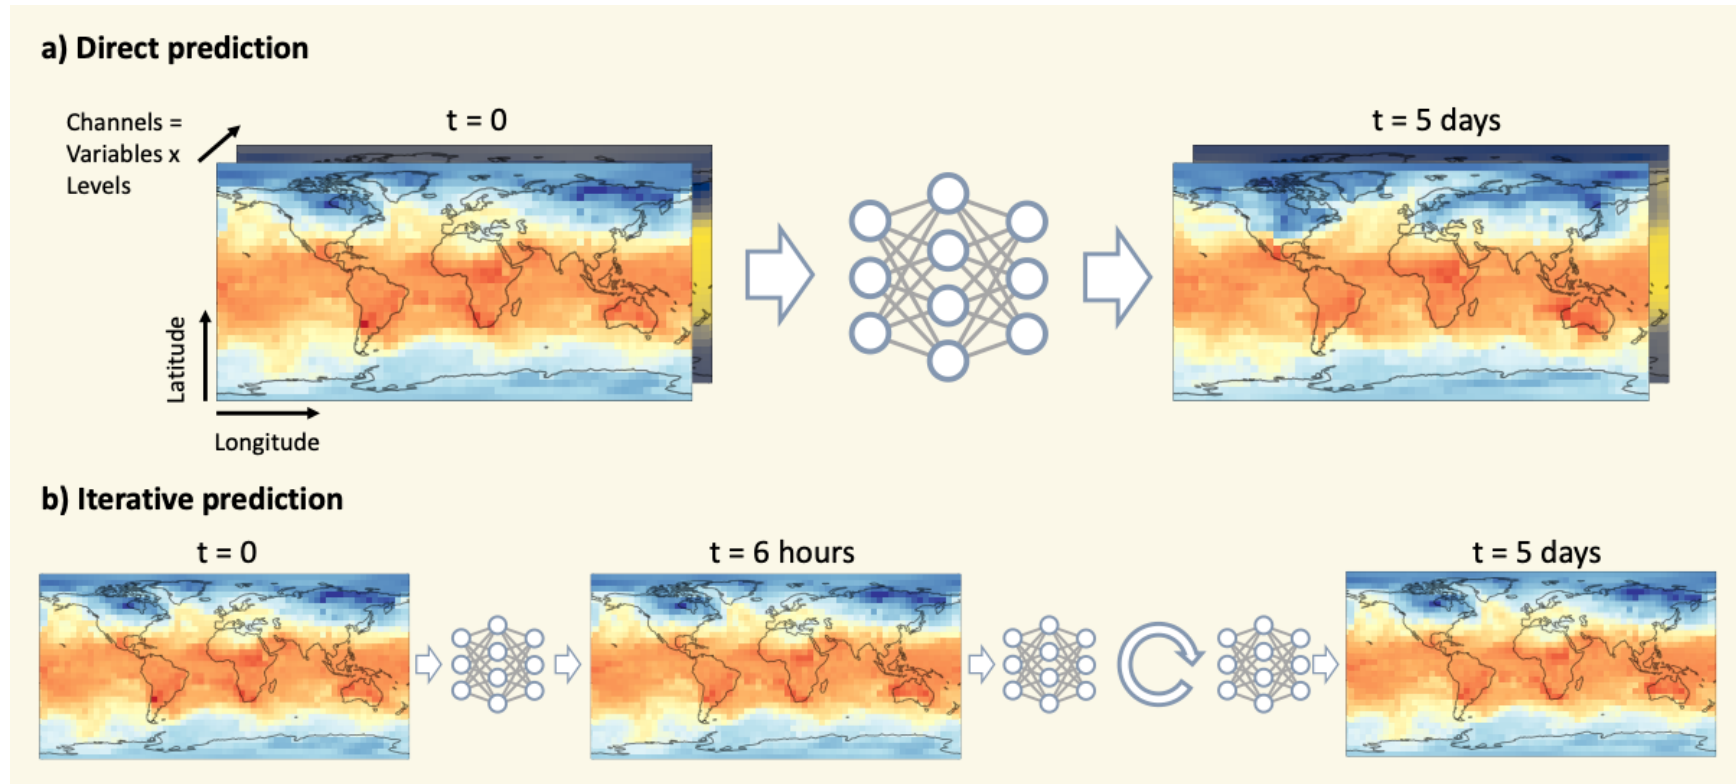 a) Direct prediction
Channels =
Variables x
Levels
t = 0
t = 5 days
Latitude
Longitude
b) Iterative prediction
t = 0
t = 6 hours
t = 5 days